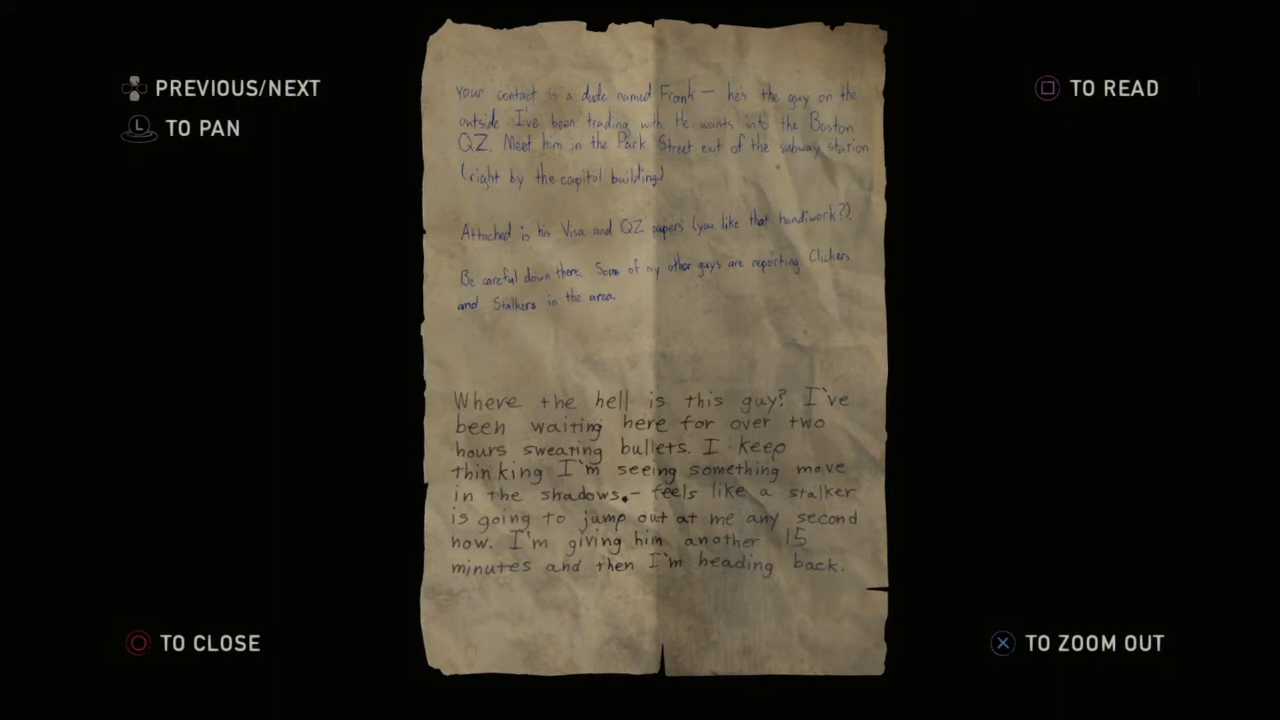 PREVIOUS/NEXT
L TO PAN
TO READ
Your contact is a dude named Frank — he's the guy on the
outside I've been trading with. He wants into the Boston
QZ. Meet him in the Park Street exit of the subway station
(right by the capitol building)
Attached is his Visa and QZ papers (you like that handiwork?).
Be careful down there. Some of my other guys are reporting Clickers
and Stalkers in the area.
Where the hell is this guy? I've
been waiting here for over two
hours sweating bullets. I keep
thinking I'm seeing something move
in the shadows.- feels like a stalker
is going to jump out at me any second
now. I'm giving him another 15
minutes and then I'm heading back.
TO CLOSE
TO ZOOM OUT